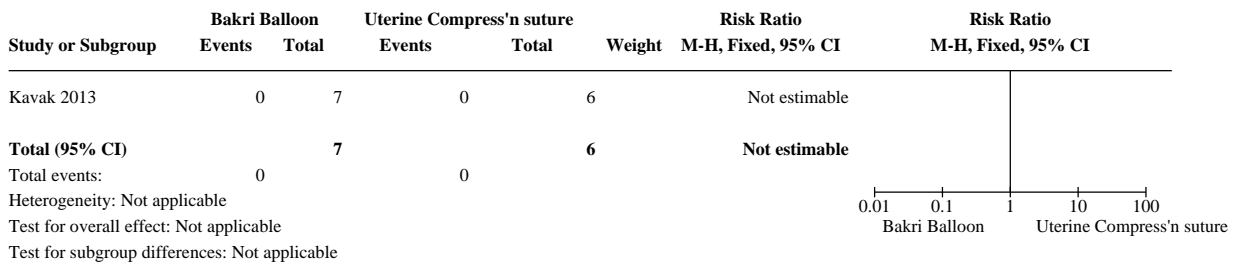 Bakri Balloon Uterine Compress'n suture Risk Ratio Risk Ratio
Study or Subgroup Events Total Events Total Weight M-H, Fixed, 95% CI M-H, Fixed, 95% CI
Kavak 2013 0 7 0 6 Not estimable
Total (95% CI) 7 6 Not estimable
Total events: 0 0
Heterogeneity: Not applicable
0.01 0.1 1 10 100
Test for overall effect: Not applicable
Bakri Balloon Uterine Compress'n suture
Test for subgroup differences: Not applicable